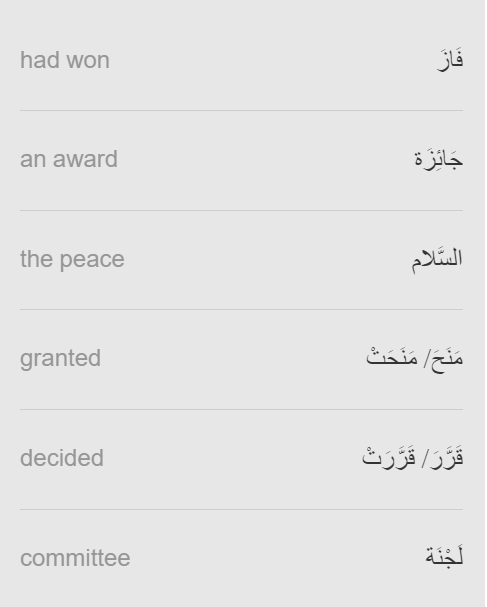 had won فَازَ
an award جَائِزَة
the peace السَّلام
granted مَنَحَ/ مَنَحَتْ
decided قَرَّرَ/ قَرَّرَتْ
committee لَجْنَة